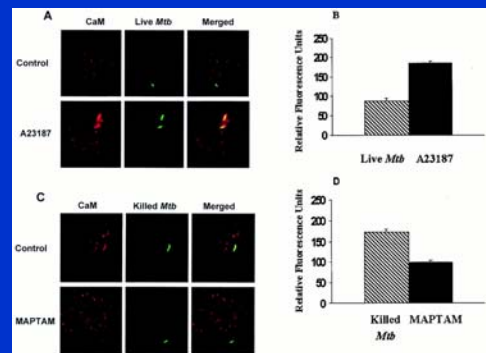 A
CaM Live Mtb Merged
Control
A23187
B
Relative Fluorescence Units
250
200
150
100
50
0
Live Mtb A23187
C
CaM Killed Mtb Merged
Control
MAPTAM
D
Relative Fluorescence Units
250
200
150
100
50
0
Killed MAPTAM
Mtb